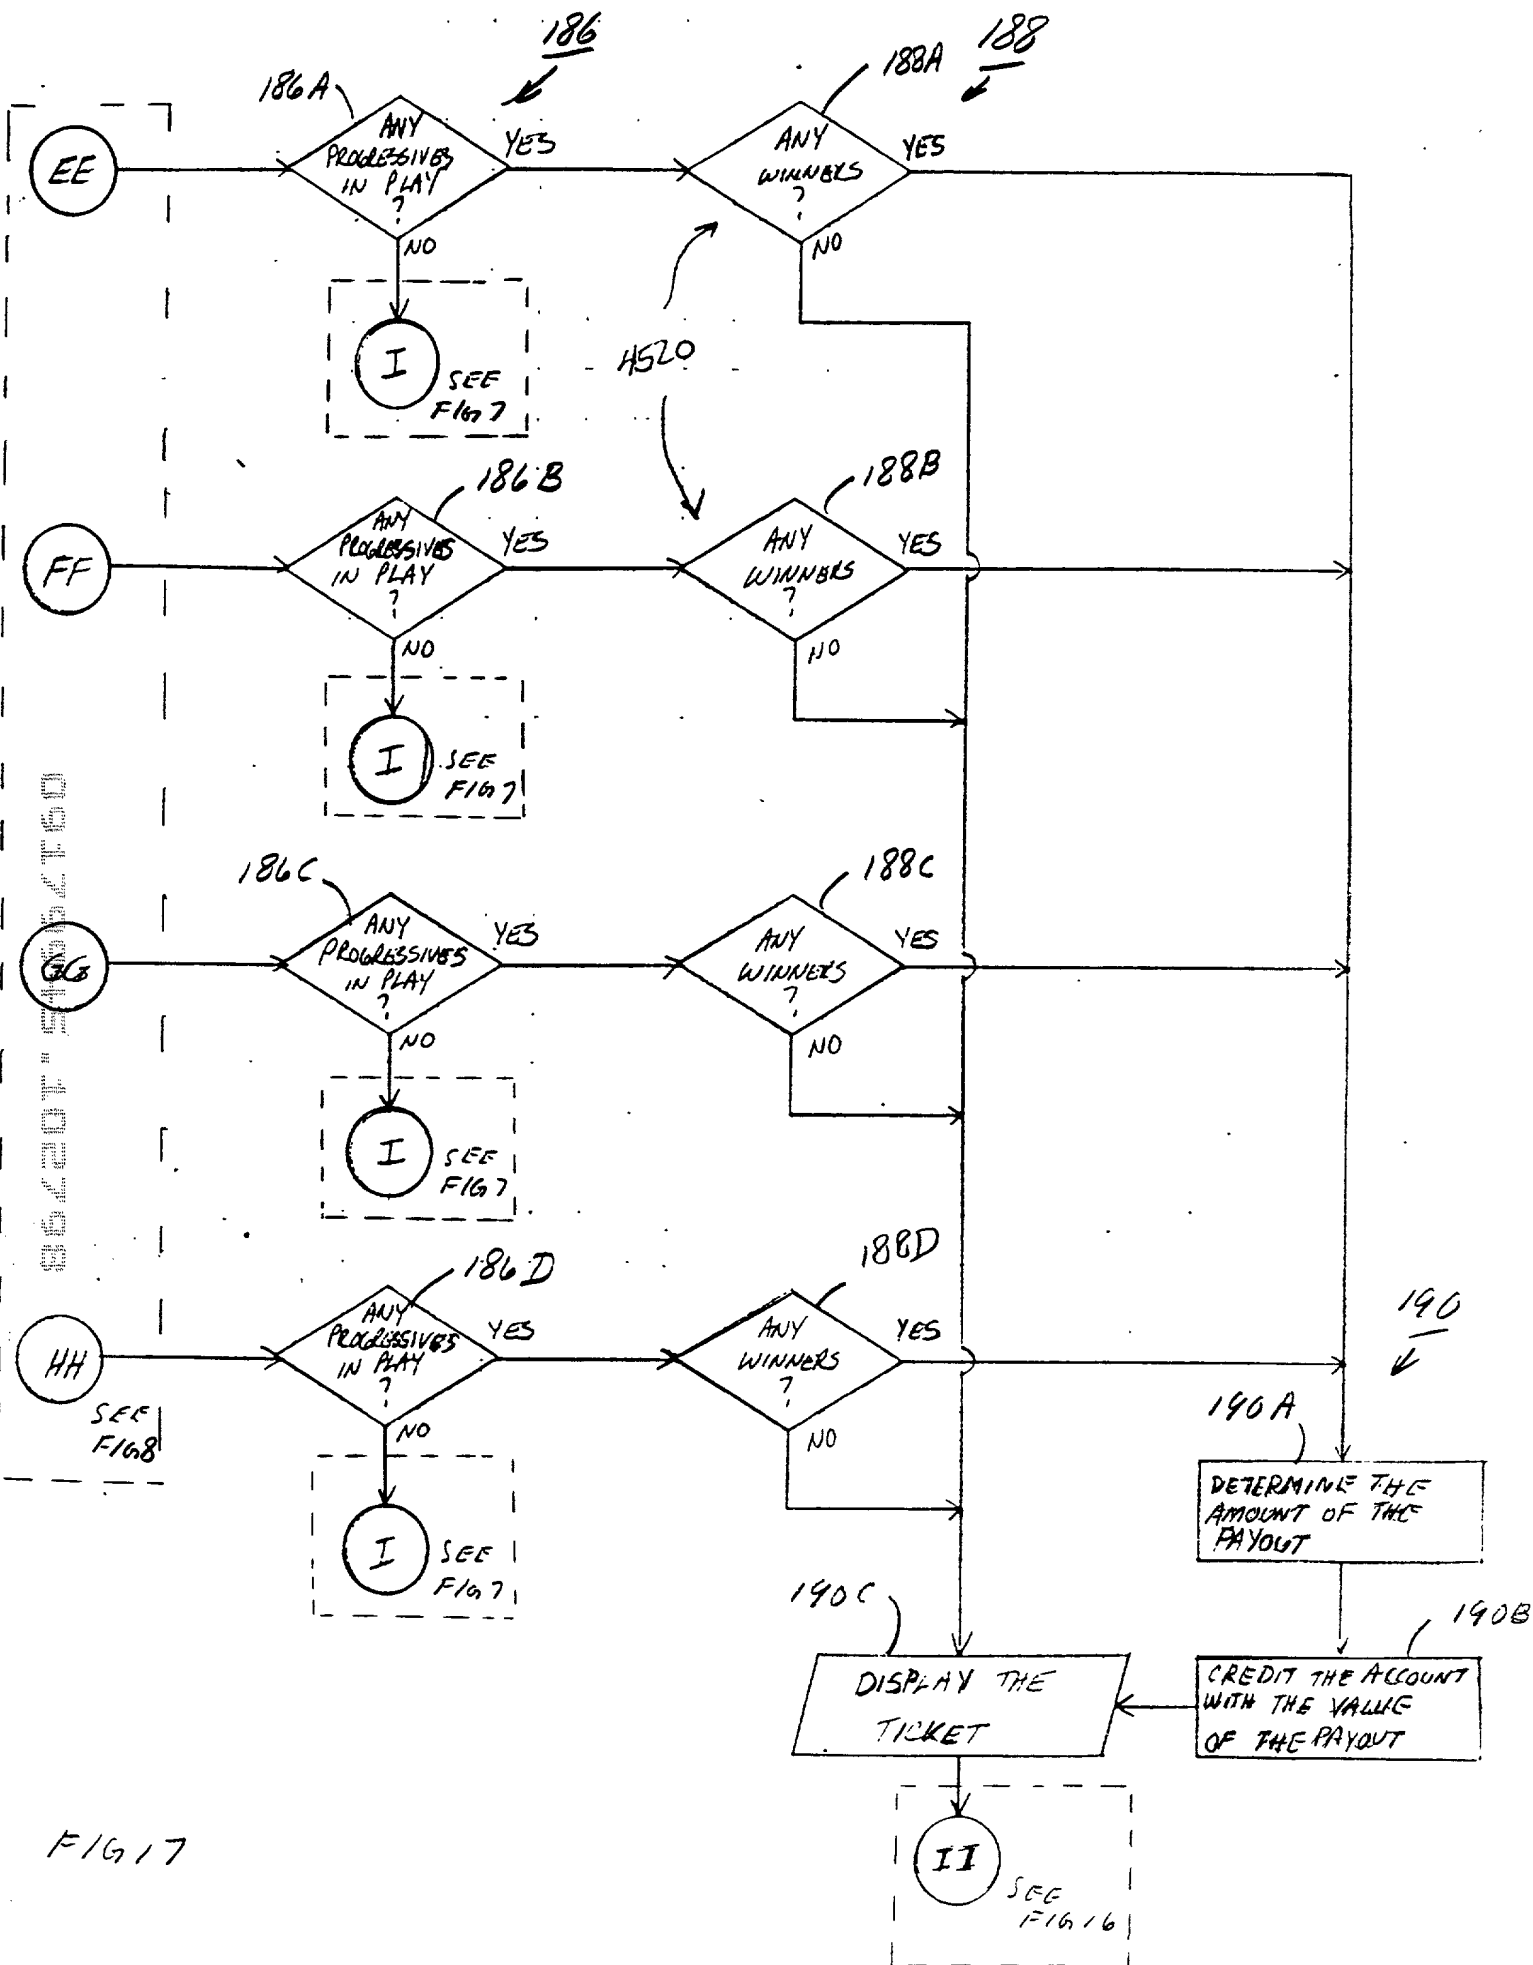 186
188
186A
188A
EE
ANY
PROGRESSIVES
IN PLAY
?
YES
NO
ANY
WINNERS
?
YES
NO
I
SEE
FIG 7
4520
186B
188B
FF
ANY
PROGRESSIVES
IN PLAY
?
YES
NO
ANY
WINNERS
?
YES
NO
I
SEE
FIG 7
186C
188C
GG
ANY
PROGRESSIVES
IN PLAY
?
YES
NO
ANY
WINNERS
?
YES
NO
I
SEE
FIG 7
186D
188D
HH
SEE
FIG 8
ANY
PROGRESSIVES
IN PLAY
?
YES
NO
ANY
WINNERS
?
YES
NO
I
SEE
FIG 7
190
190A
DETERMINE THE
AMOUNT OF THE
PAYOUT
190B
CREDIT THE ACCOUNT
WITH THE VALUE
OF THE PAYOUT
190C
DISPLAY THE
TICKET
II
SEE
FIG 16
FIG 17